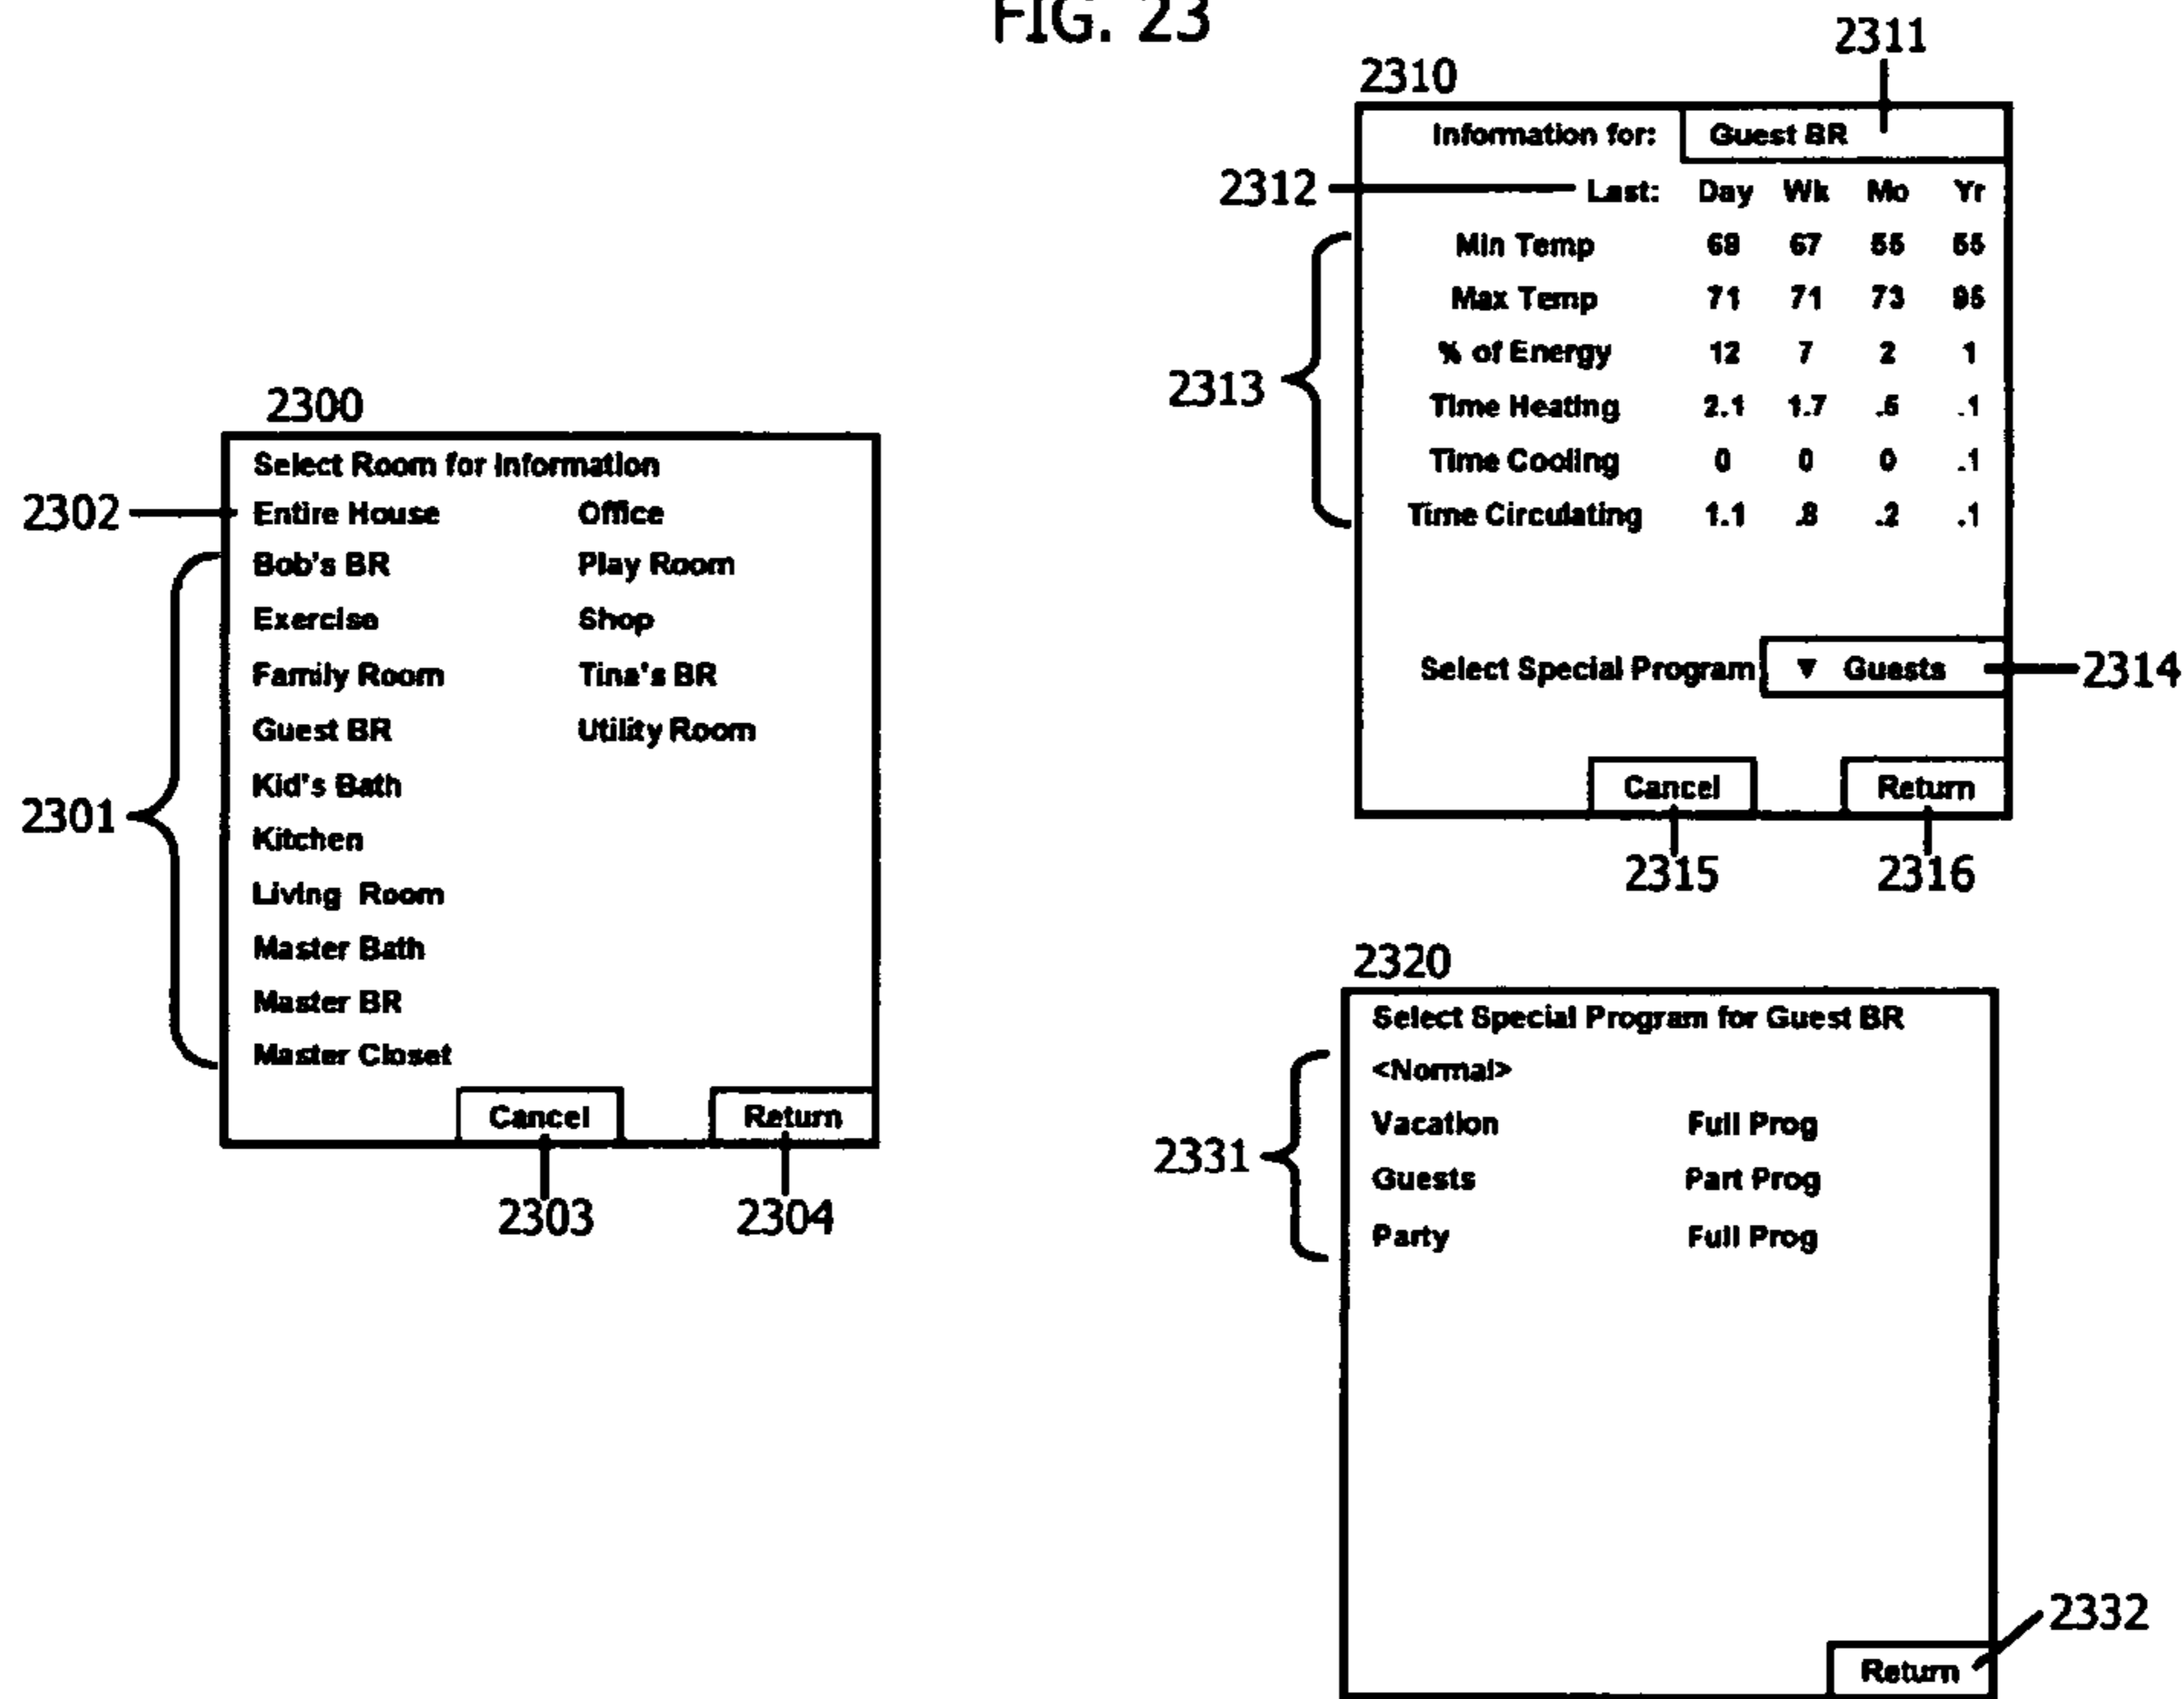 FIG. 23
2300
Select Room for Information
2302
Entire House Office
Bob's BR Play Room
Exercise Shop
Family Room Tina's BR
Guest BR Utility Room
Kid's Bath
2301
Kitchen
Living Room
Master Bath
Master BR
Master Closet
Cancel Return
2303 2304
2311
2310
Information for: Guest BR
2312
Last: Day Wk Mo Yr
Min Temp 68 67 55 55
Max Temp 71 71 73 95
% of Energy 12 7 2 1
2313
Time Heating 2.1 1.7 .5 .1
Time Cooling 0 0 0 .1
Time Circulating 1.1 .8 .2 .1
Select Special Program ▼ Guests
2314
Cancel Return
2315 2316
2320
Select Special Program for Guest BR
<Normal>
Vacation Full Prog
2331
Guests Part Prog
Party Full Prog
2332
Return